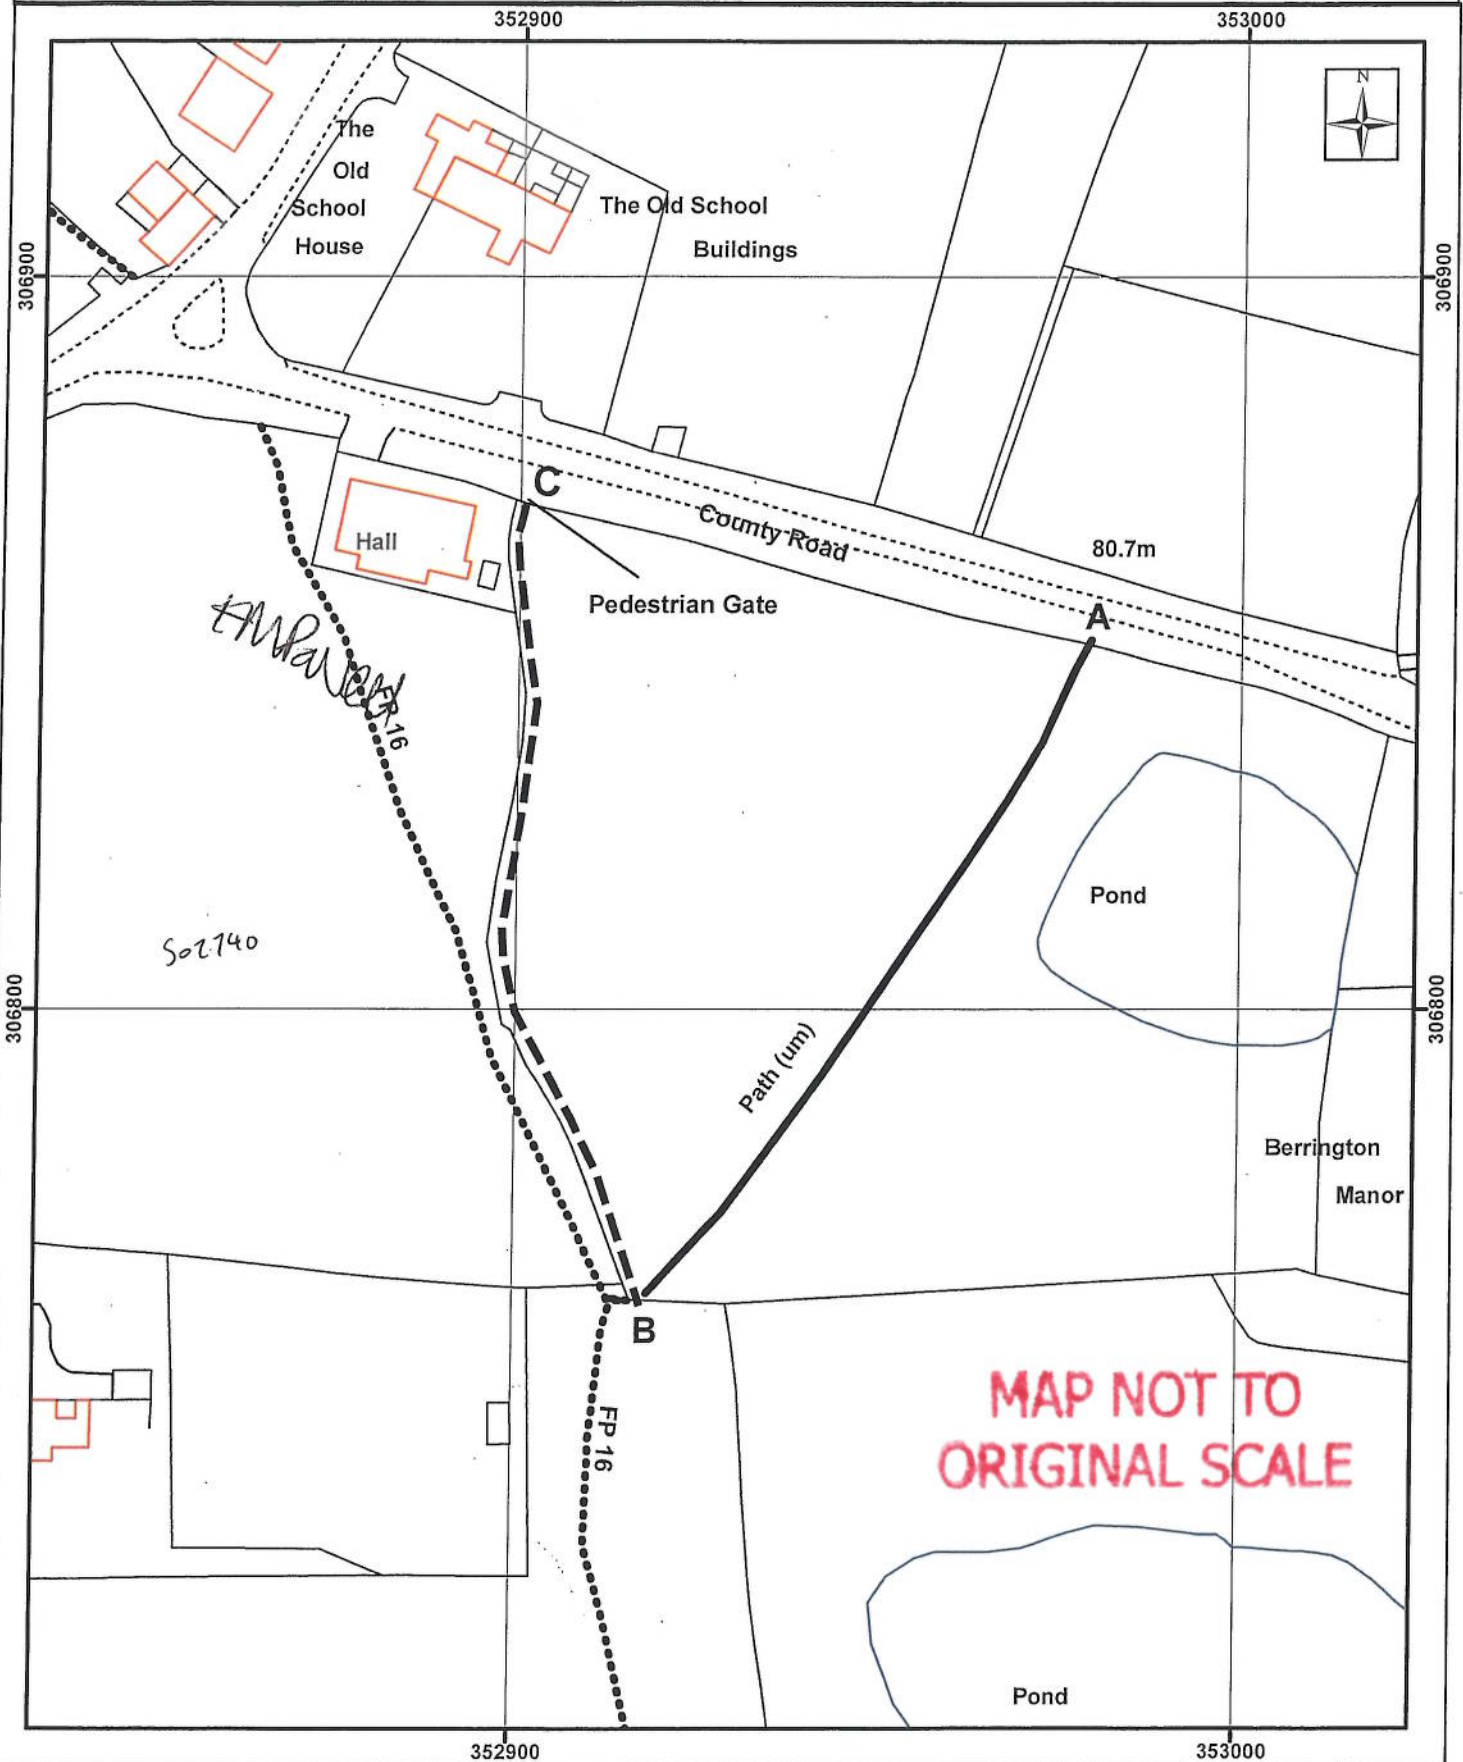 352900
353000
N
The
Old
School
House
The Old School
Buildings
306900
306900
C
County Road
Hall
80.7m
Pedestrian Gate
A
FP 16
Pond
306800
306800
Path (um)
Berrington
Manor
B
FP 16
MAP NOT TO
ORIGINAL SCALE
Pond
352900
353000